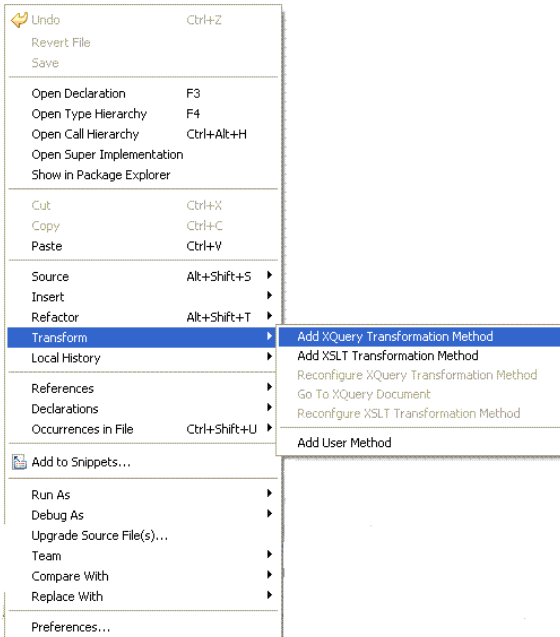 Undo Ctrl+Z
Revert File
Save
Open Declaration F3
Open Type Hierarchy F4
Open Call Hierarchy Ctrl+Alt+H
Open Super Implementation
Show in Package Explorer
Cut Ctrl+X
Copy Ctrl+C
Paste Ctrl+V
Source Alt+Shift+S
Insert
Refactor Alt+Shift+T
Transform
Local History
References
Declarations
Occurrences in File Ctrl+Shift+U
Add to Snippets...
Run As
Debug As
Upgrade Source File(s)...
Team
Compare With
Replace With
Preferences...
Add XQuery Transformation Method
Add XSLT Transformation Method
Reconfigure XQuery Transformation Method
Go To XQuery Document
Reconfgure XSLT Transformation Method
Add User Method